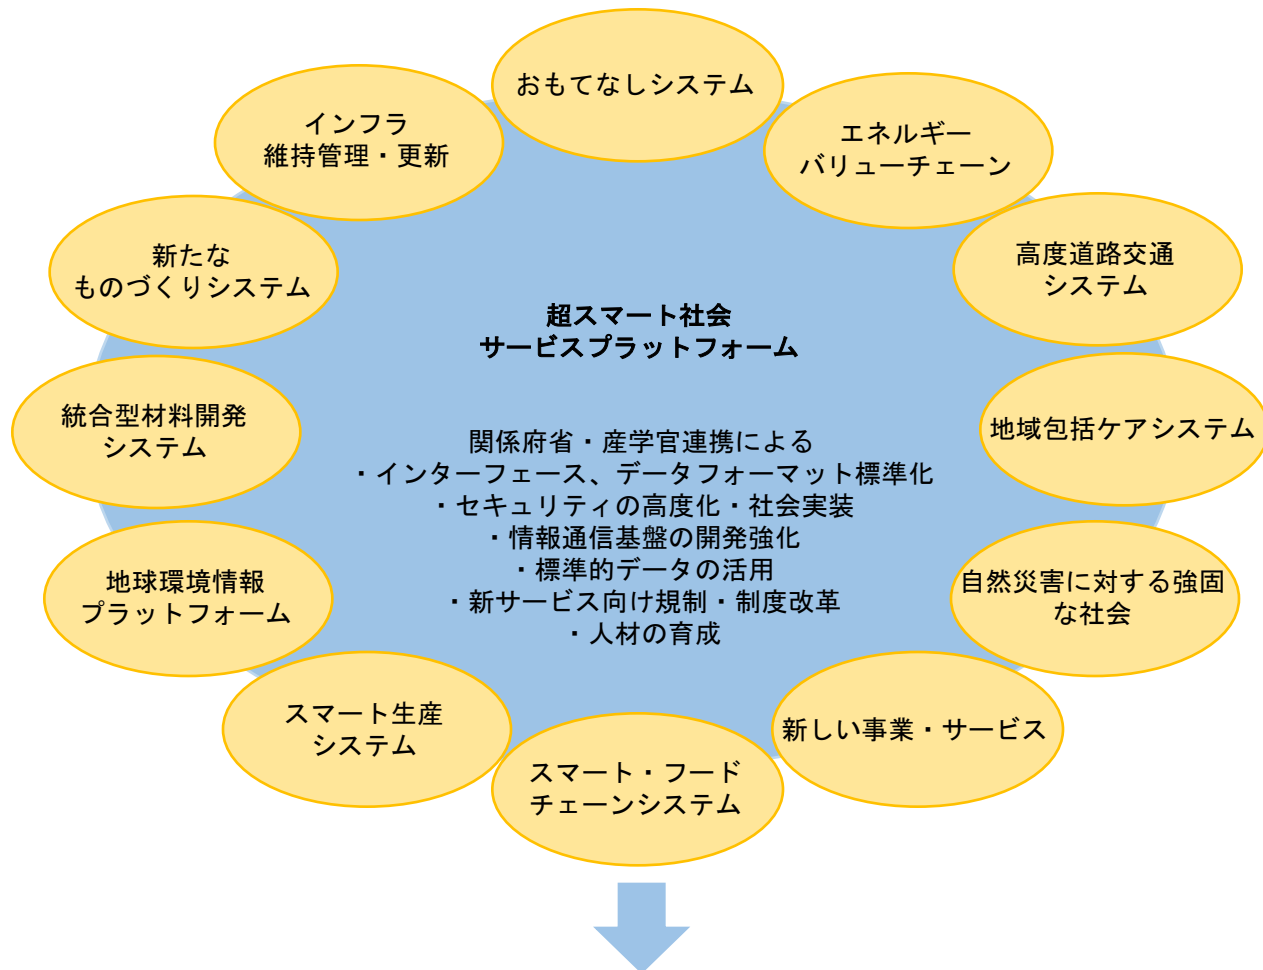 おもてなしシステム
インフラ
維持管理・更新
エネルギー
バリューチェーン
新たな
ものづくりシステム
高度道路交通
システム
超スマート社会
サービスプラットフォーム
統合型材料開発
システム
地域包括ケアシステム
関係府省・産学官連携による
・インターフェース、データフォーマット標準化
・セキュリティの高度化・社会実装
・情報通信基盤の開発強化
・標準的データの活用
・新サービス向け規制・制度改革
・人材の育成
地球環境情報
プラットフォーム
自然災害に対する強固
な社会
スマート生産
システム
新しい事業・サービス
スマート・フード
チェーンシステム